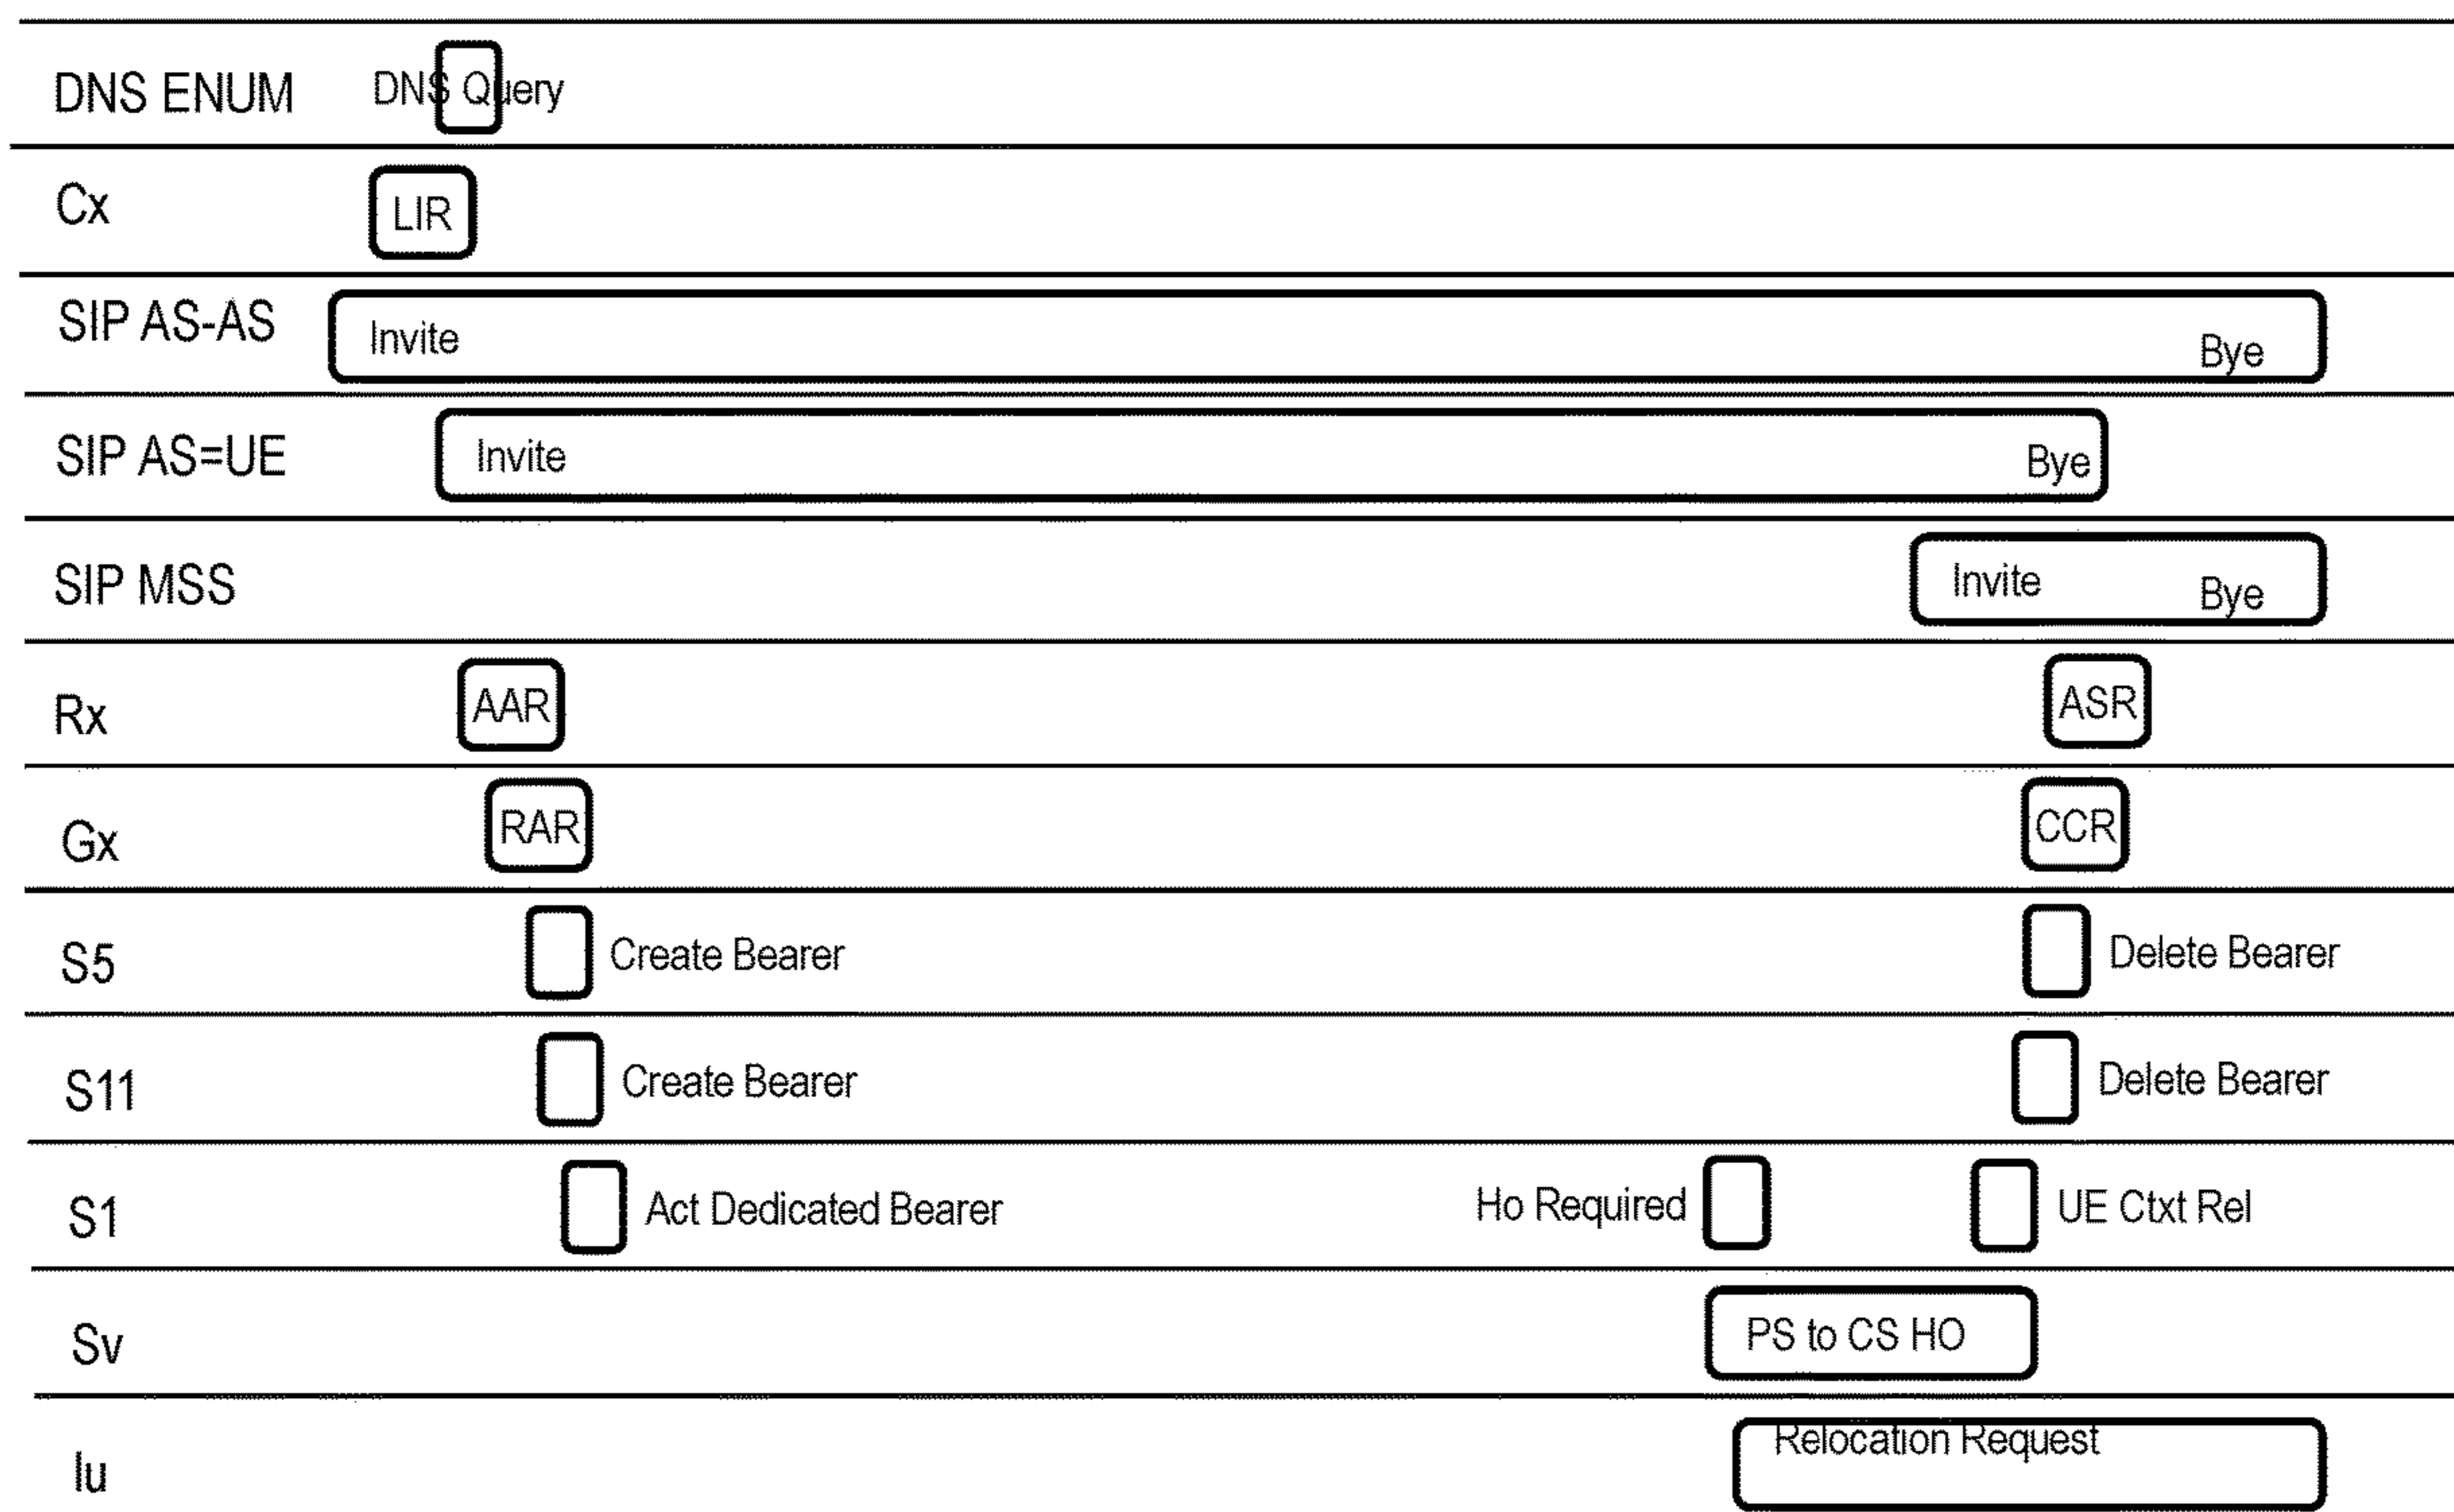 DNS ENUM DNS Query
Cx LIR
SIP AS-AS Invite Bye
SIP AS=UE Invite Bye
SIP MSS Invite Bye
Rx AAR ASR
Gx RAR CCR
S5 Create Bearer Delete Bearer
S11 Create Bearer Delete Bearer
S1 Act Dedicated Bearer Ho Required UE Ctxt Rel
Sv PS to CS HO
Iu Relocation Request